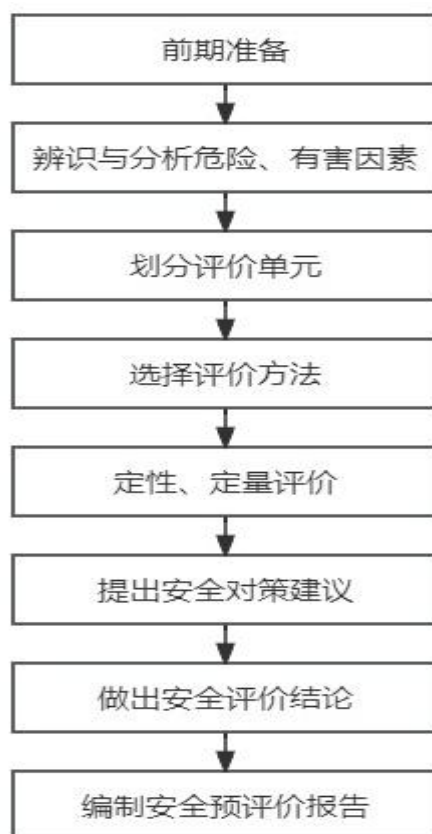 前期准备
辨识与分析危险、有害因素
划分评价单元
选择评价方法
定性、定量评价
提出安全对策建议
做出安全评价结论
编制安全预评价报告